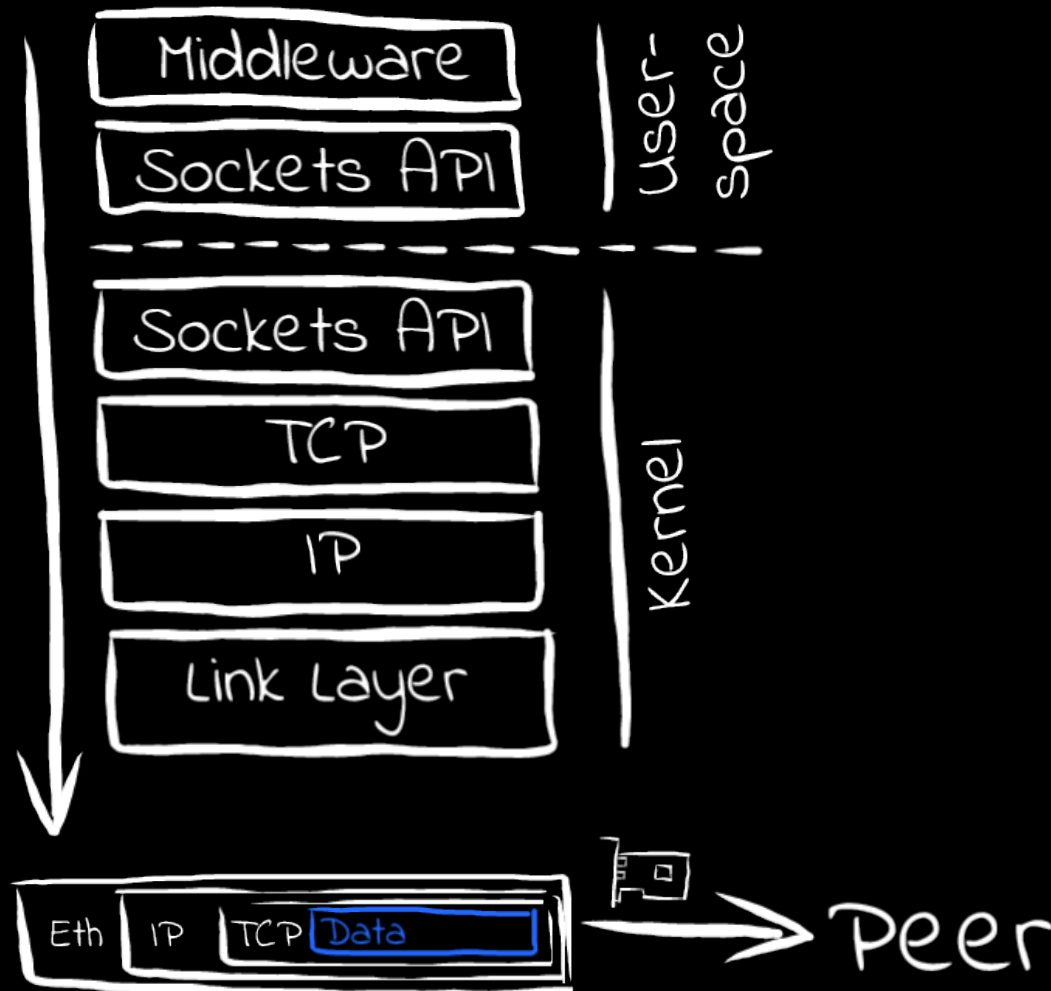 Middleware
Sockets API
user-
space
Sockets API
TCP
IP
Link Layer
Kernel
Eth IP TCP Data
Peer